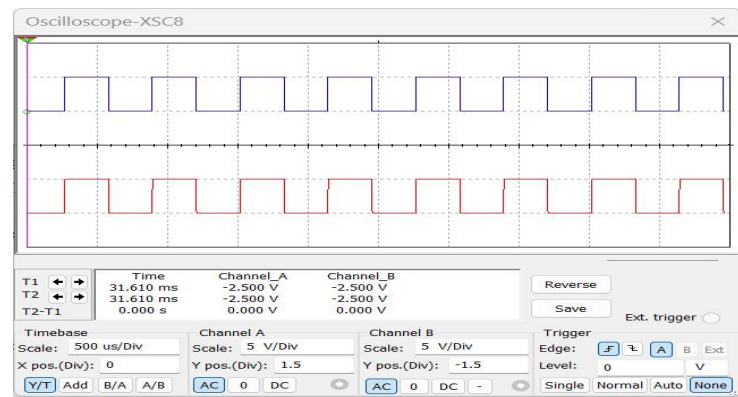 Oscilloscope-XSC8
Time Channel_A Channel_B
T1 31.610 ms -2.500 V -2.500 V
T2 31.610 ms -2.500 V -2.500 V
T2-T1 0.000 s 0.000 V 0.000 V
Reverse
Save
Ext. trigger
Timebase
Scale: 500 us/Div
X pos.(Div): 0
Y/T Add B/A A/B
Channel A
Scale: 5 V/Div
Y pos.(Div): 1.5
AC 0 DC
Channel B
Scale: 5 V/Div
Y pos.(Div): -1.5
AC 0 DC -
Trigger
Edge: A B Ext
Level: 0 V
Single Normal Auto None